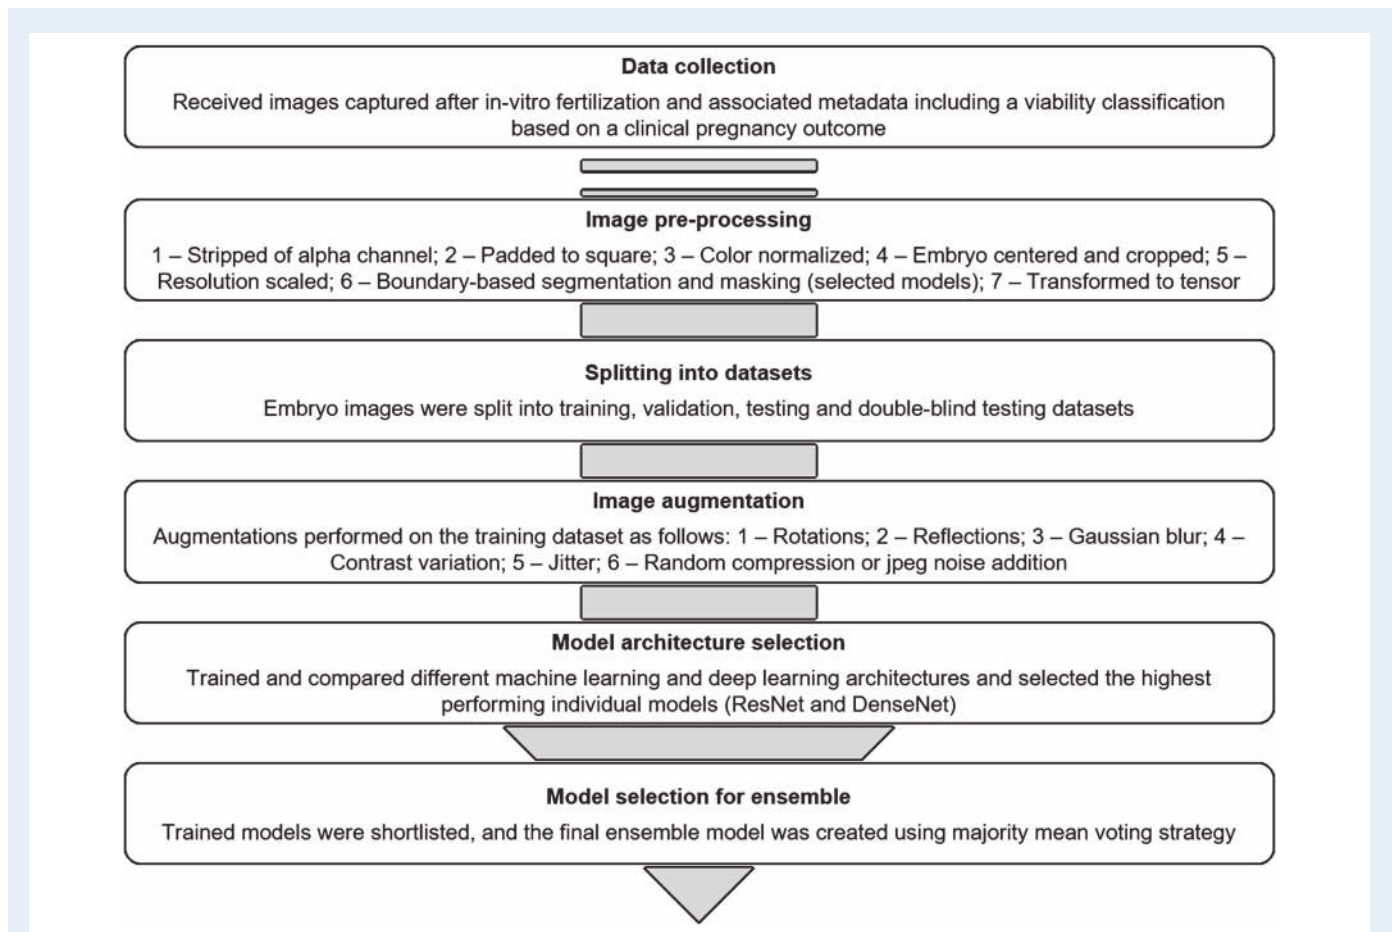 Data collection
Received images captured after in-vitro fertilization and associated metadata including a viability classification
based on a clinical pregnancy outcome
Image pre-processing
1 – Stripped of alpha channel; 2 – Padded to square; 3 – Color normalized; 4 – Embryo centered and cropped; 5 –
Resolution scaled; 6 – Boundary-based segmentation and masking (selected models); 7 – Transformed to tensor
Splitting into datasets
Embryo images were split into training, validation, testing and double-blind testing datasets
Image augmentation
Augmentations performed on the training dataset as follows: 1 – Rotations; 2 – Reflections; 3 – Gaussian blur; 4 –
Contrast variation; 5 – Jitter; 6 – Random compression or jpeg noise addition
Model architecture selection
Trained and compared different machine learning and deep learning architectures and selected the highest
performing individual models (ResNet and DenseNet)
Model selection for ensemble
Trained models were shortlisted, and the final ensemble model was created using majority mean voting strategy